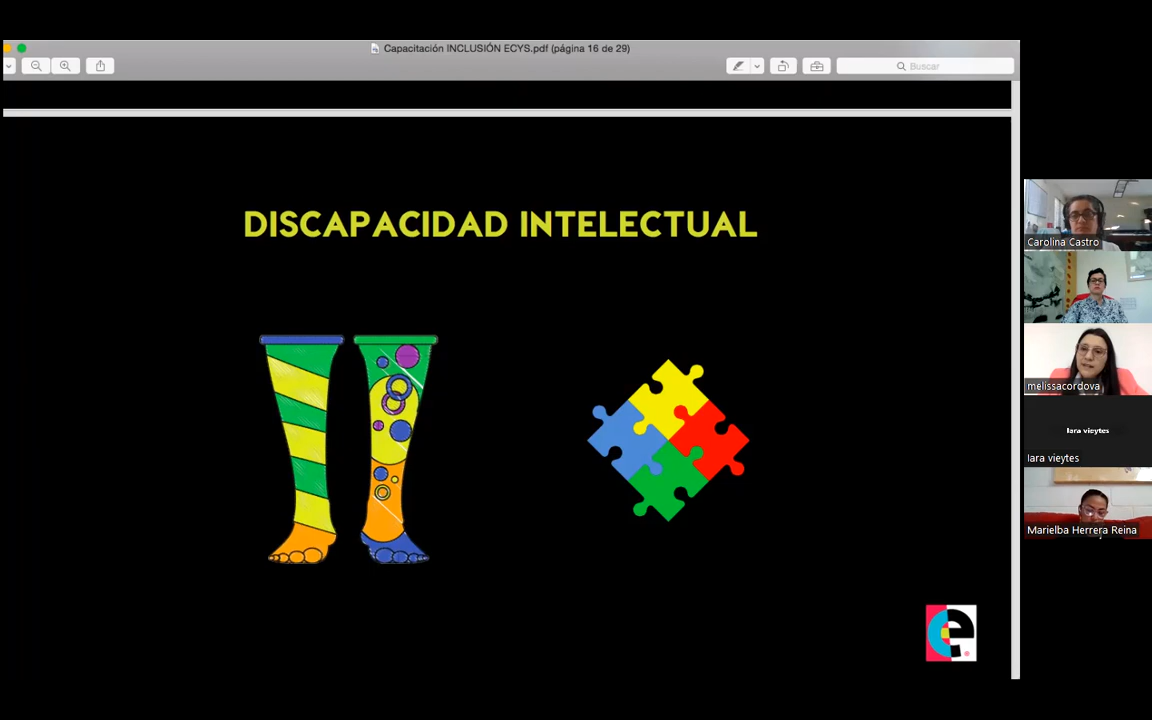 Capacitación INCLUSIÓN ECYS.pdf (página 16 de 29)
Buscar
DISCAPACIDAD INTELECTUAL
Carolina Castro
melissacordova
lara vieytes
lara vieytes
Marielba Herrera Reina
e